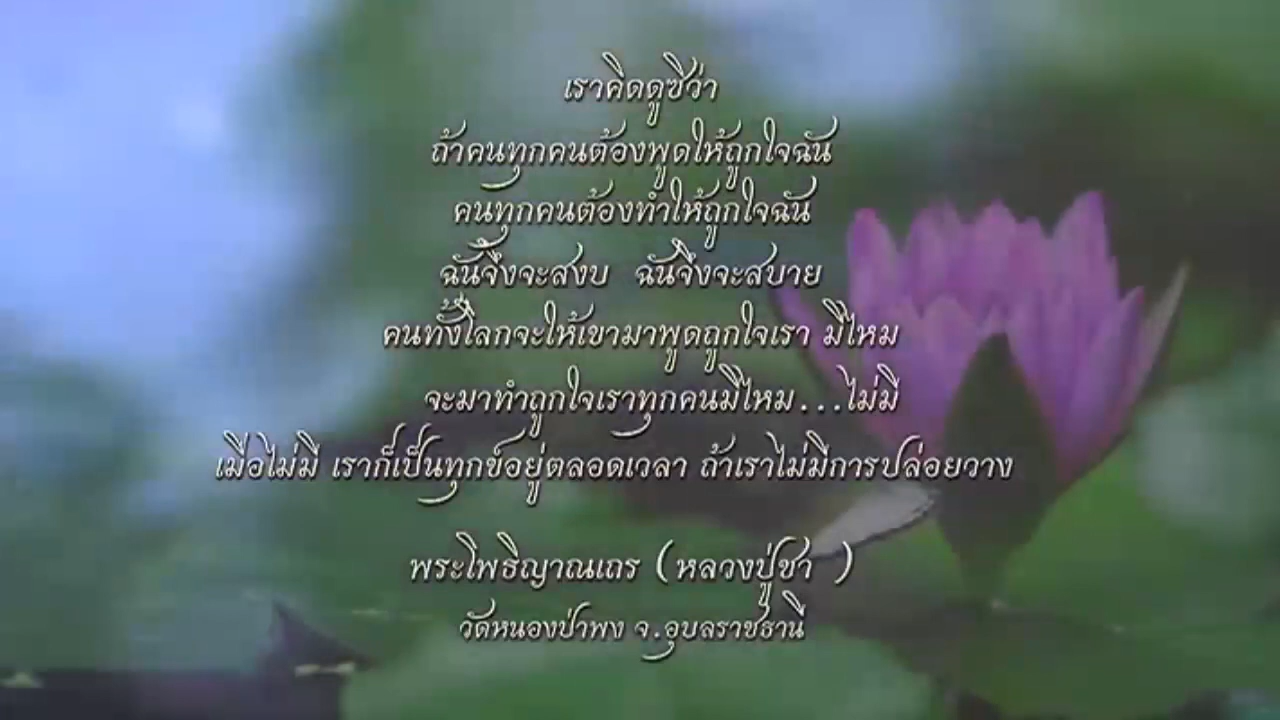 เราคิดดูซิว่า
ถ้าคนทุกคนต้องพูดให้ถูกใจฉัน
คนทุกคนต้องทำให้ถูกใจฉัน
ฉันจึงจะสงบ ฉันจึงจะสบาย
คนทั้งโลกจะให้เขามาพูดถูกใจเรา มีไหม
จะมาทำถูกใจเราทุกคนมีไหม...ไม่มี
เมื่อไม่มี เราก็เป็นทุกข์อยู่ตลอดเวลา ถ้าเราไม่มีการปล่อยวาง
พระโพธิญาณเถร (หลวงปู่ชา )
วัดหนองป่าพง จ.อุบลราชธานี